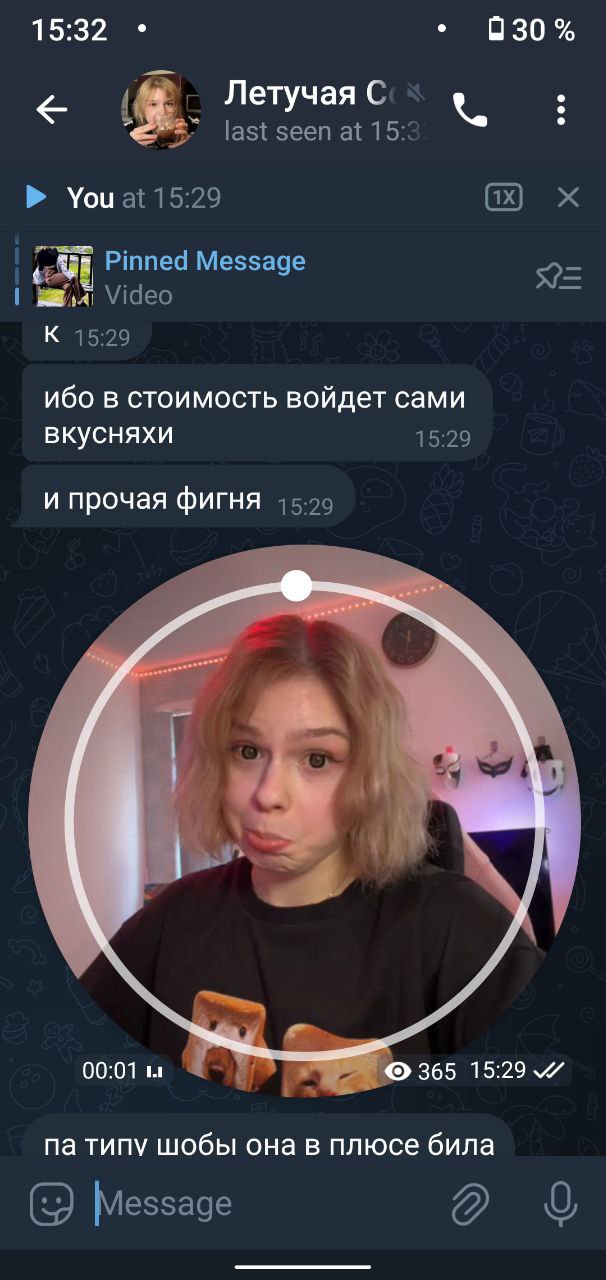 15:32
30 %
Летучая С
last seen at 15:3
You at 15:29
1X
Pinned Message
Video
к 15:29
ибо в стоимость войдет сами
вкусняхи
15:29
и прочая фигня 15:29
00:01
365 15:29
па типу шобы она в плюсе била
Message